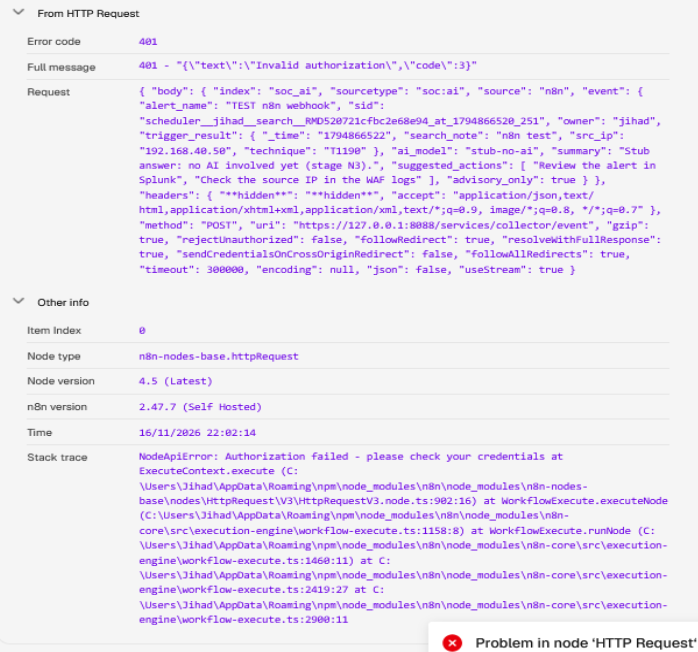 From HTTP Request
Error code 401
Full message 401 - "{\"text\":\"Invalid authorization\",\"code\":3}"
Request { "body": { "index": "soc_ai", "sourcetype": "soc:ai", "source": "n8n", "event": {
"alert_name": "TEST n8n webhook", "sid":
"scheduler__jihad__search__RMD520721cfbc2e68e94_at_1794866520_251", "owner": "jihad",
"trigger_result": { "_time": "1794866522", "search_note": "n8n test", "src_ip":
"192.168.40.50", "technique": "T1190" }, "ai_model": "stub-no-ai", "summary": "Stub
answer: no AI involved yet (stage N3).", "suggested_actions": [ "Review the alert in
Splunk", "Check the source IP in the WAF logs" ], "advisory_only": true } },
"headers": { "**hidden**": "**hidden**", "accept": "application/json,text/
html,application/xhtml+xml,application/xml,text/*;q=0.9, image/*;q=0.8, */*;q=0.7" },
"method": "POST", "uri": "https://127.0.0.1:8088/services/collector/event", "gzip":
true, "rejectUnauthorized": false, "followRedirect": true, "resolveWithFullResponse":
true, "sendCredentialsOnCrossOriginRedirect": false, "followAllRedirects": true,
"timeout": 300000, "encoding": null, "json": false, "useStream": true }
Other info
Item Index 0
Node type n8n-nodes-base.httpRequest
Node version 4.5 (Latest)
n8n version 2.47.7 (Self Hosted)
Time 16/11/2026 22:02:14
Stack trace NodeApiError: Authorization failed - please check your credentials at
ExecuteContext.execute (C:
\Users\Jihad\AppData\Roaming\npm\node_modules\n8n\node_modules\n8n-nodes-
base\nodes\HttpRequest\V3\HttpRequestV3.node.ts:902:16) at WorkflowExecute.executeNode
(C:\Users\Jihad\AppData\Roaming\npm\node_modules\n8n\node_modules\n8n-
core\src\execution-engine\workflow-execute.ts:1158:8) at WorkflowExecute.runNode (C:
\Users\Jihad\AppData\Roaming\npm\node_modules\n8n\node_modules\n8n-core\src\execution-
engine\workflow-execute.ts:1460:11) at C:
\Users\Jihad\AppData\Roaming\npm\node_modules\n8n\node_modules\n8n-core\src\execution-
engine\workflow-execute.ts:2419:27 at C:
\Users\Jihad\AppData\Roaming\npm\node_modules\n8n\node_modules\n8n-core\src\execution-
engine\workflow-execute.ts:2900:11
Problem in node ‘HTTP Request‘